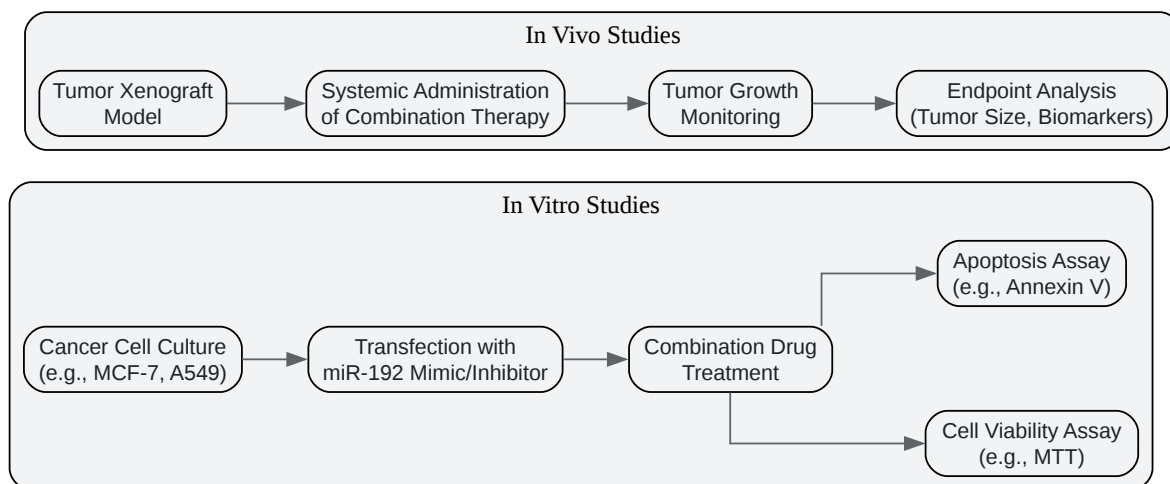 In Vivo Studies
Tumor Xenograft
Model
Systemic Administration
of Combination Therapy
Tumor Growth
Monitoring
Endpoint Analysis
(Tumor Size, Biomarkers)
In Vitro Studies
Cancer Cell Culture
(e.g., MCF-7, A549)
Transfection with
miR-192 Mimic/Inhibitor
Combination Drug
Treatment
Apoptosis Assay
(e.g., Annexin V)
Cell Viability Assay
(e.g., MTT)